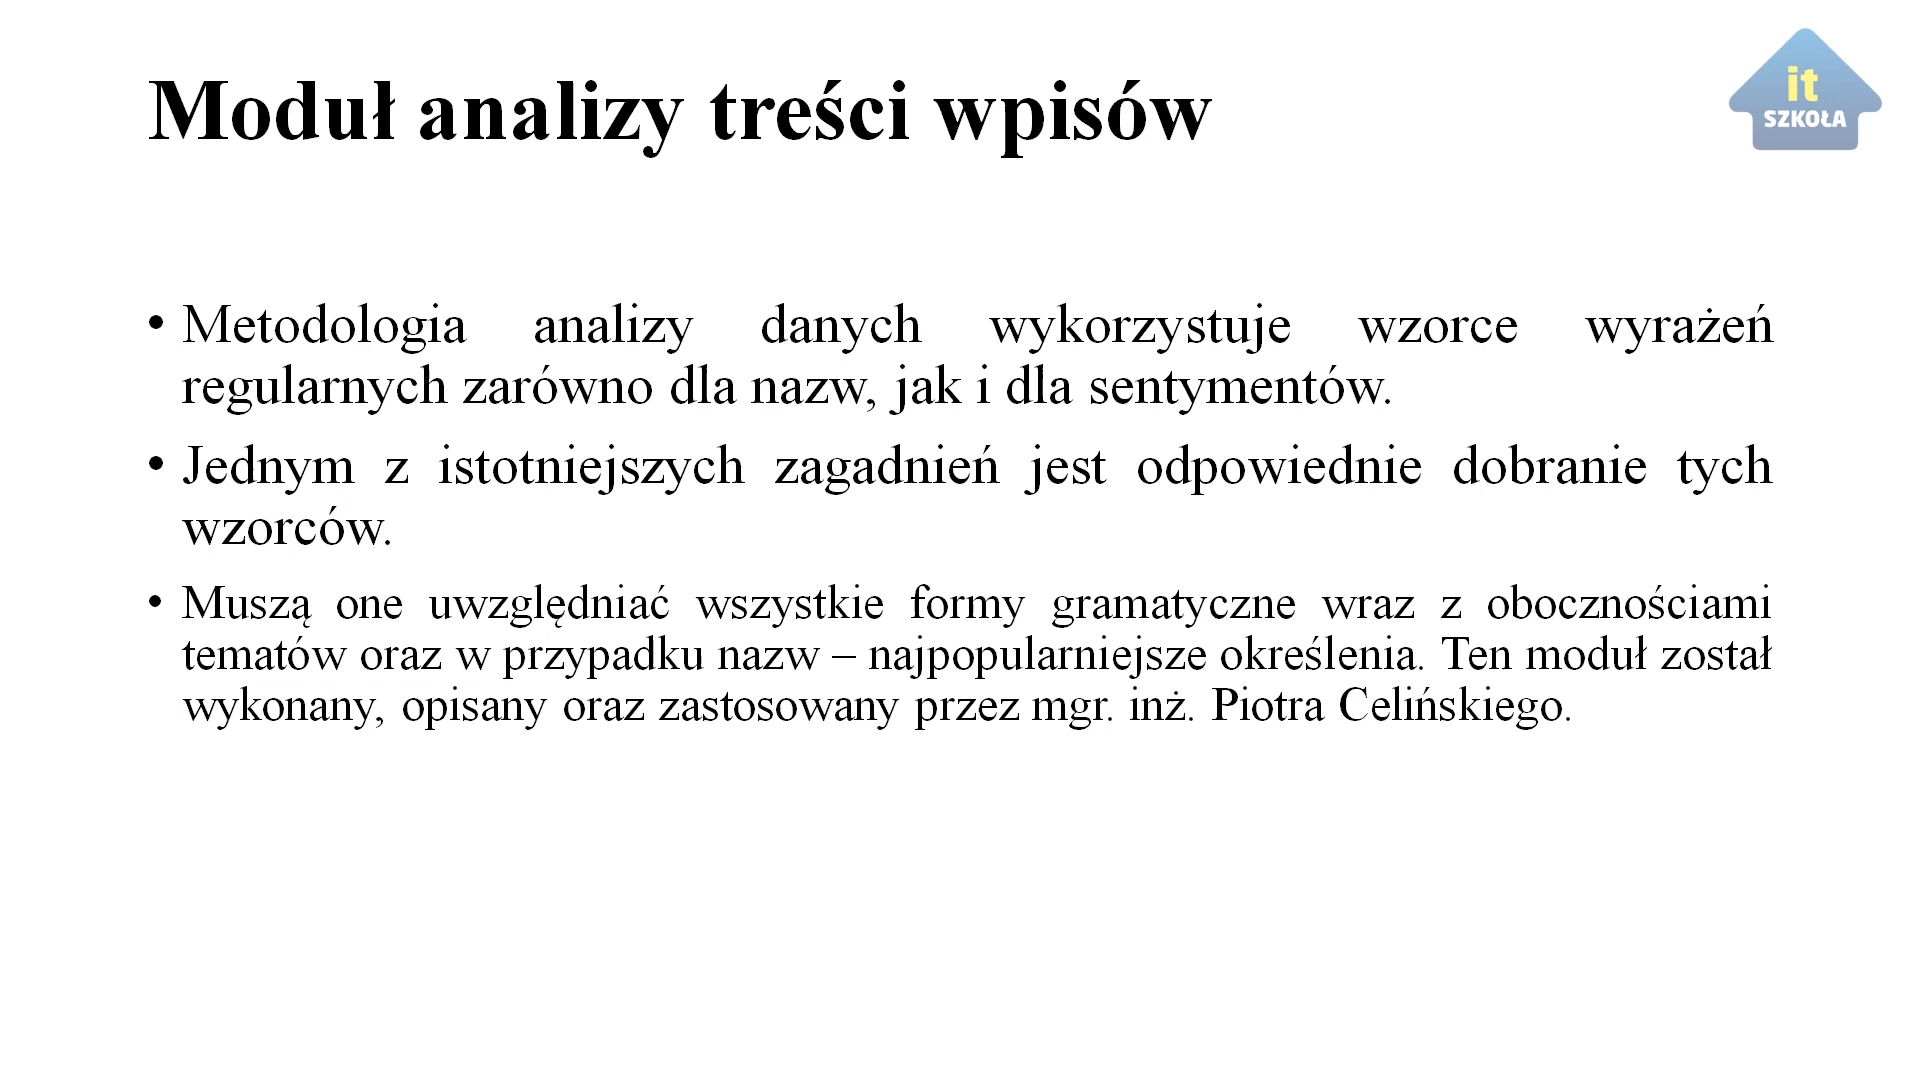 Moduł analizy treści wpisów
it
SZKOŁA
• Metodologia analizy danych wykorzystuje wzorce wyrażeń
regularnych zarówno dla nazw, jak i dla sentymentów.
• Jednym z istotniejszych zagadnień jest odpowiednie dobranie tych
wzorców.
• Muszą one uwzględniać wszystkie formy gramatyczne wraz z obocznościami
tematów oraz w przypadku nazw – najpopularniejsze określenia. Ten moduł został
wykonany, opisany oraz zastosowany przez mgr. inż. Piotra Celińskiego.